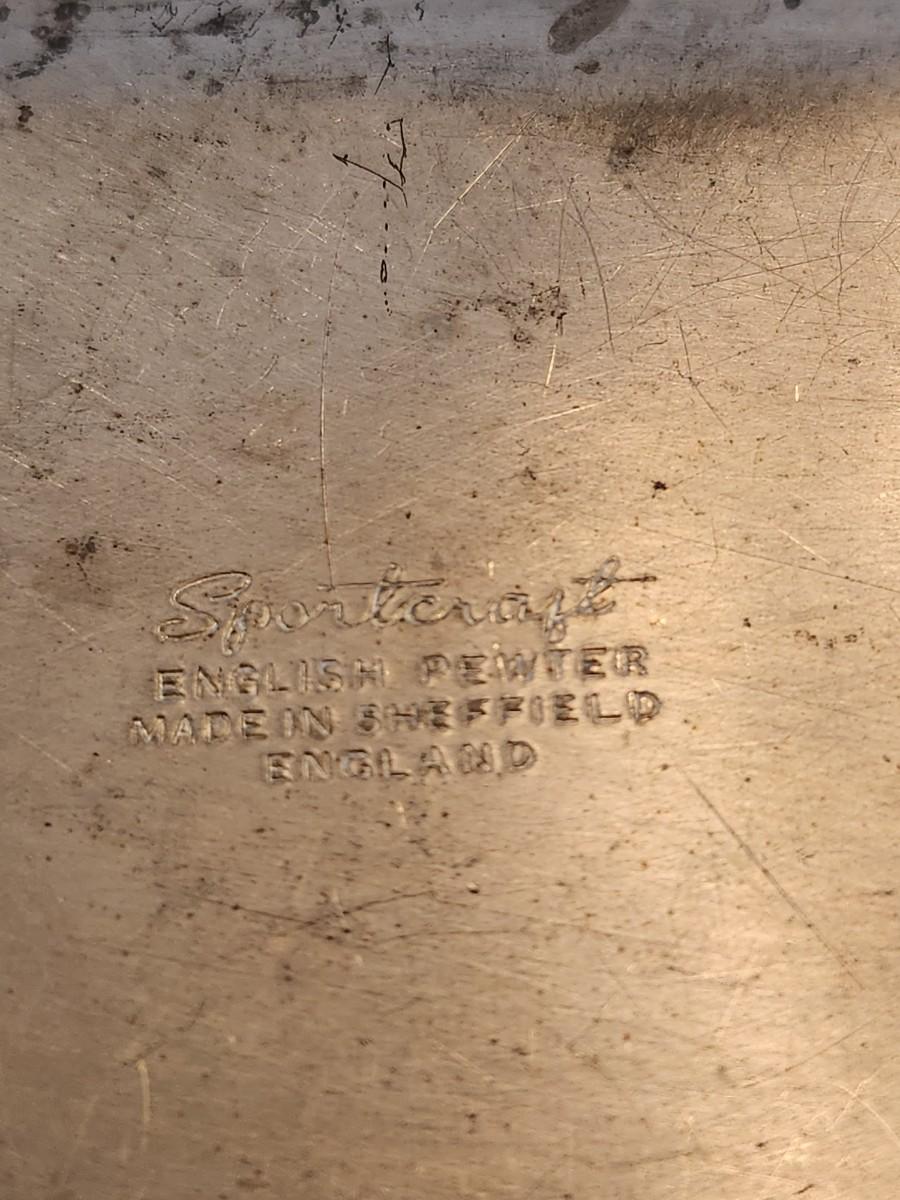 Sportcraft
ENGLISH PEWTER
MADE IN SHEFFIELD
ENGLAND